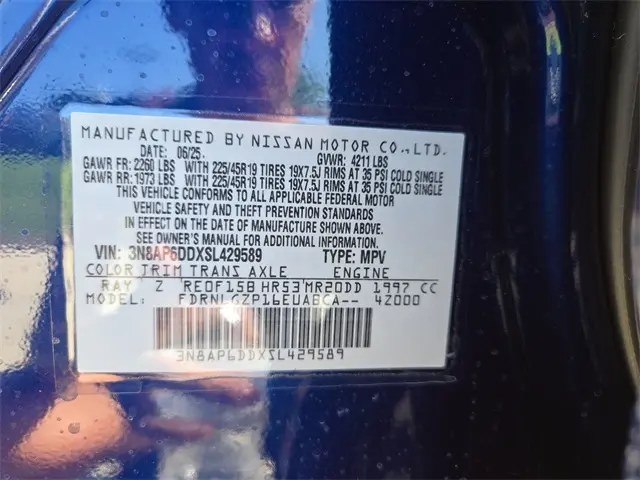 MANUFACTURED BY NISSAN MOTOR CO., LTD.
DATE: 06/25. GVWR: 4211 LBS
GAWR FR: 2260 LBS WITH 225/45R19 TIRES 19X7.5J RIMS AT 35 PSI COLD SINGLE
GAWR RR: 1973 LBS WITH 225/45R19 TIRES 19X7.5J RIMS AT 35 PSI COLD SINGLE
THIS VEHICLE CONFORMS TO ALL APPLICABLE FEDERAL MOTOR
VEHICLE SAFETY AND THEFT PREVENTION STANDARDS
IN EFFECT ON THE DATE OF MANUFACTURE SHOWN ABOVE.
SEE OWNER'S MANUAL FOR ADDITIONAL INFORMATION.
VIN: 3N8AP6DDXSL429589 TYPE: MPV
COLOR TRIM TRANS AXLE ENGINE
RAY Z RE0F15B HR53 MR20DD 1997 CC
MODEL: FDRNLGZP16EUABCA-- 4Z000
3N8AP6DDXSL429589